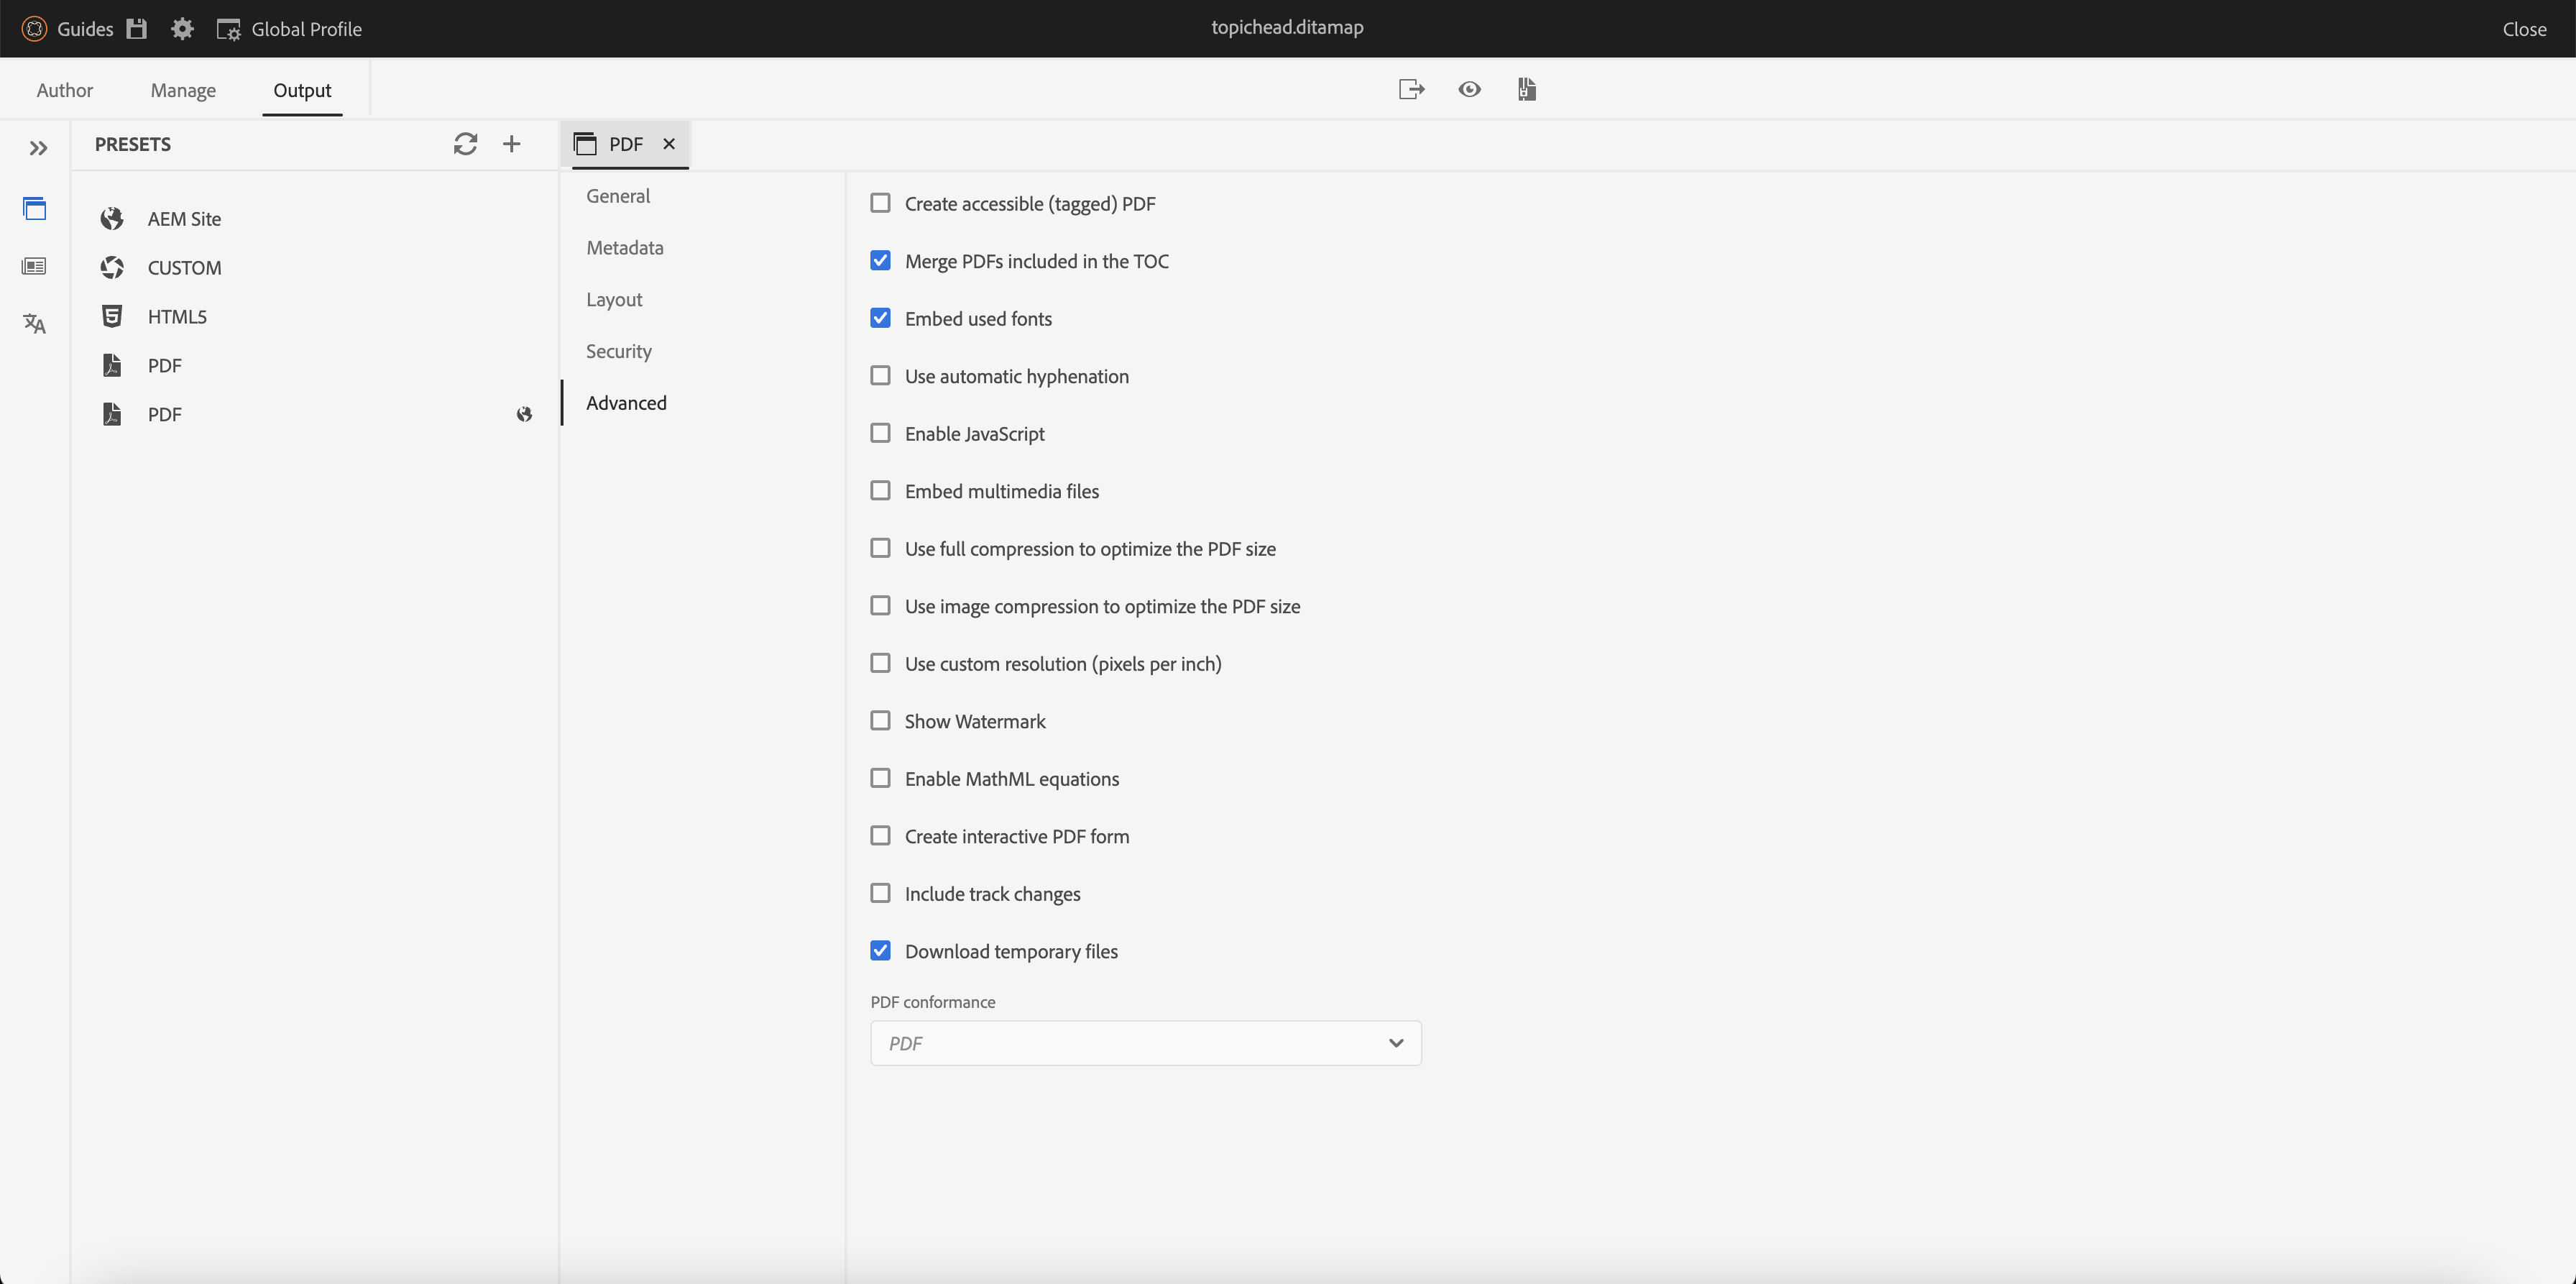 Guides
Global Profile
topichead.ditamap
Close
Author
Manage
Output
PRESETS
AEM Site
CUSTOM
HTML5
PDF
PDF
PDF
General
Metadata
Layout
Security
Advanced
Create accessible (tagged) PDF
Merge PDFs included in the TOC
Embed used fonts
Use automatic hyphenation
Enable JavaScript
Embed multimedia files
Use full compression to optimize the PDF size
Use image compression to optimize the PDF size
Use custom resolution (pixels per inch)
Show Watermark
Enable MathML equations
Create interactive PDF form
Include track changes
Download temporary files
PDF conformance
PDF